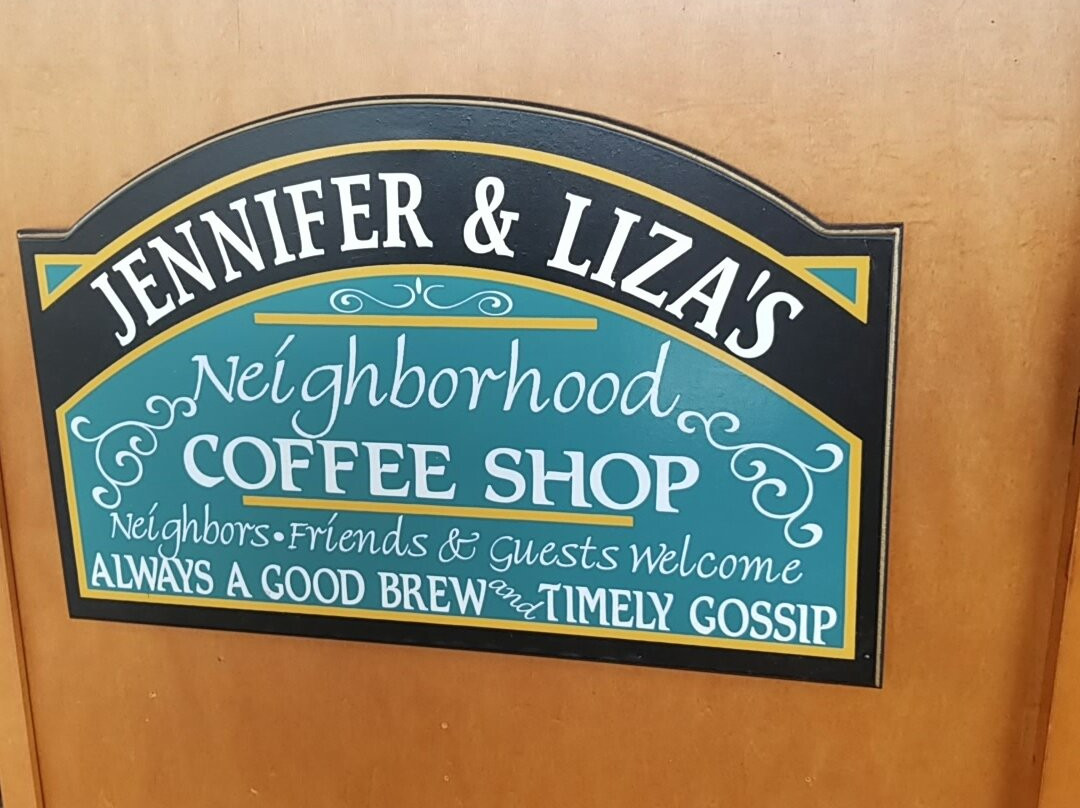 JENNIFER & LIZA'S
Neighborhood
COFFEE SHOP
Neighbors•Friends & Guests Welcome
ALWAYS A GOOD BREW and TIMELY GOSSIP